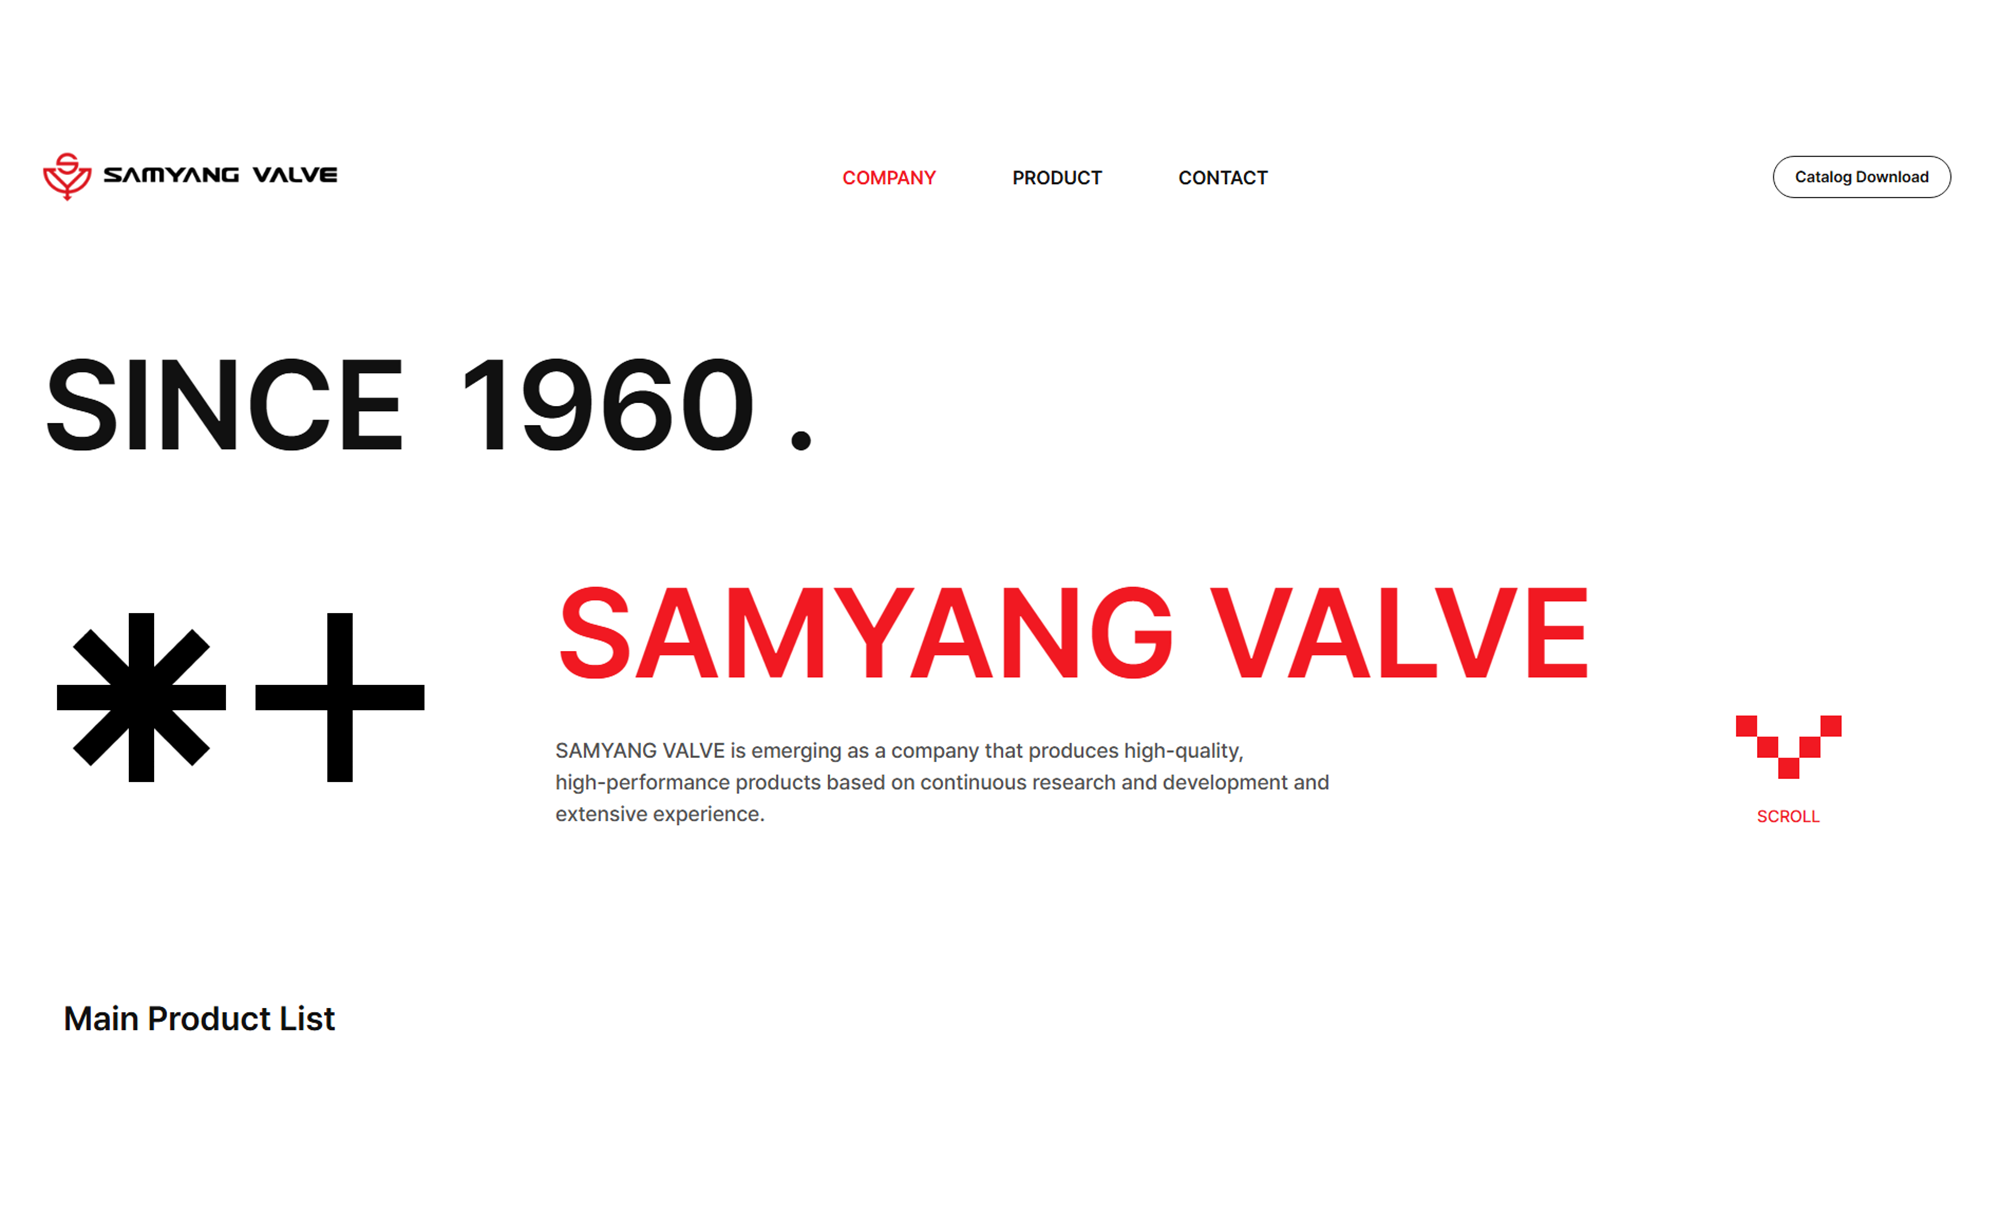 SAMYANG VALVE
COMPANY
PRODUCT
CONTACT
Catalog Download
SINCE 1960 .
SAMYANG VALVE
SAMYANG VALVE is emerging as a company that produces high-quality,
high-performance products based on continuous research and development and
extensive experience.
SCROLL
Main Product List